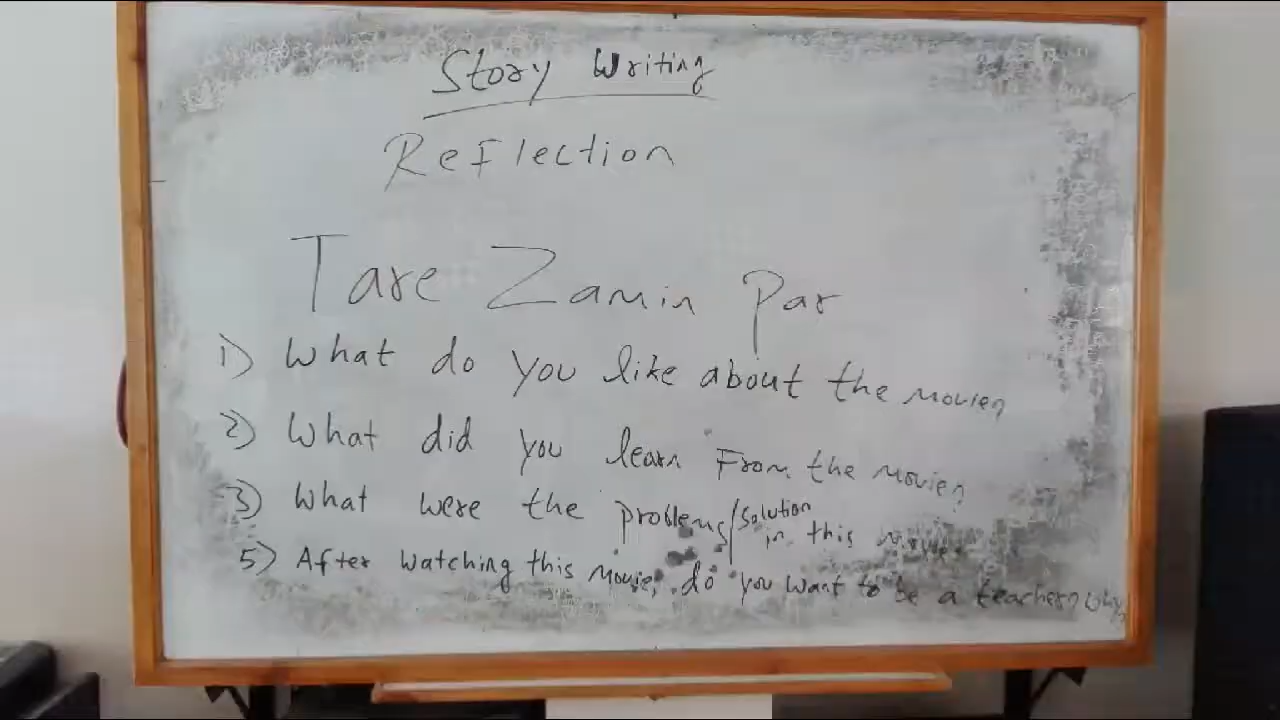 Story Writing
Reflection
Tare Zamin Par
1) What do you like about the movie?
2) What did you learn From the movie?
3) What were the problems/solution in this movie
5) After watching this movie, do you want to be a teacher? why?